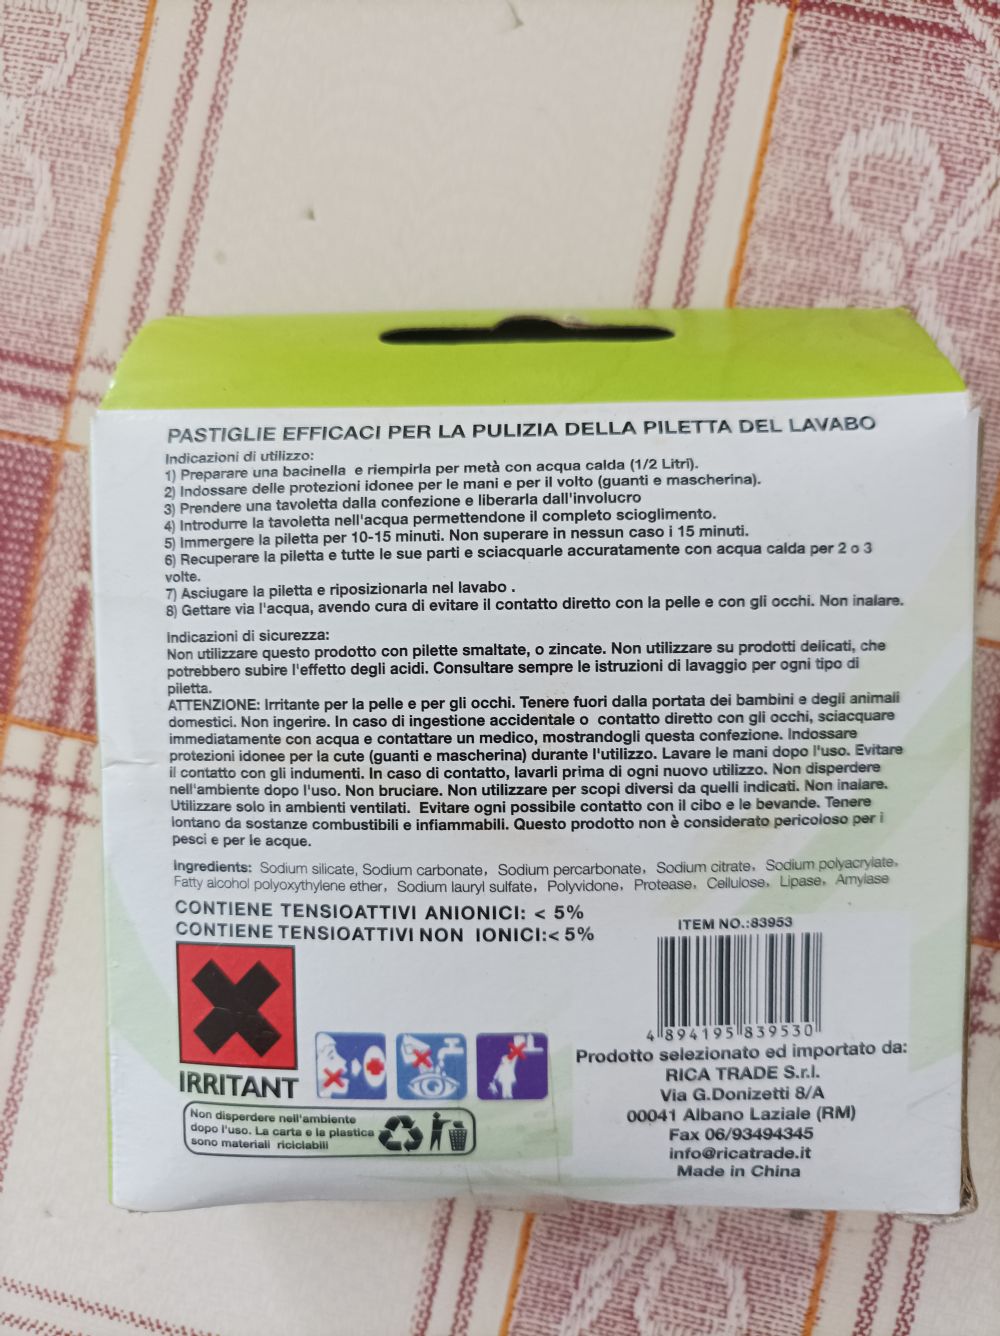 PASTIGLIE EFFICACI PER LA PULIZIA DELLA PILETTA DEL LAVABO
Indicazioni di utilizzo:
1) Preparare una bacinella e riempirla per metà con acqua calda (1/2 Litri).
2) Indossare delle protezioni idonee per le mani e per il volto (guanti e mascherina).
3) Prendere una tavoletta dalla confezione e liberarla dall'involucro
4) Introdurre la tavoletta nell'acqua permettendone il completo scioglimento.
5) Immergere la piletta per 10-15 minuti. Non superare in nessun caso i 15 minuti.
6) Recuperare la piletta e tutte le sue parti e sciacquarle accuratamente con acqua calda per 2 o 3
volte.
7) Asciugare la piletta e riposizionarla nel lavabo .
8) Gettare via l'acqua, avendo cura di evitare il contatto diretto con la pelle e con gli occhi. Non inalare.
Indicazioni di sicurezza:
Non utilizzare questo prodotto con pilette smaltate, o zincate. Non utilizzare su prodotti delicati, che
potrebbero subire l'effetto degli acidi. Consultare sempre le istruzioni di lavaggio per ogni tipo di
piletta.
ATTENZIONE: Irritante per la pelle e per gli occhi. Tenere fuori dalla portata dei bambini e degli animali
domestici. Non ingerire. In caso di ingestione accidentale o contatto diretto con gli occhi, sciacquare
immediatamente con acqua e contattare un medico, mostrandogli questa confezione. Indossare
protezioni idonee per la cute (guanti e mascherina) durante l'utilizzo. Lavare le mani dopo l'uso. Evitare
il contatto con gli indumenti. In caso di contatto, lavarli prima di ogni nuovo utilizzo. Non disperdere
nell'ambiente dopo l'uso. Non bruciare. Non utilizzare per scopi diversi da quelli indicati. Non inalare.
Utilizzare solo in ambienti ventilati. Evitare ogni possibile contatto con il cibo e le bevande. Tenere
lontano da sostanze combustibili e infiammabili. Questo prodotto non è considerato pericoloso per i
pesci e per le acque.
Ingredients: Sodium silicate, Sodium carbonate, Sodium percarbonate, Sodium citrate, Sodium polyacrylate,
Fatty alcohol polyoxythylene ether, Sodium lauryl sulfate, Polyvidone, Protease, Cellulose, Lipase, Amylase
CONTIENE TENSIOATTIVI ANIONICI: < 5%
CONTIENE TENSIOATTIVI NON IONICI:< 5%
ITEM NO.:83953
4 894195 839530
IRRITANT
Non disperdere nell'ambiente
dopo l'uso. La carta e la plastica
sono materiali riciclabili
Prodotto selezionato ed importato da:
RICA TRADE S.r.l.
Via G.Donizetti 8/A
00041 Albano Laziale (RM)
Fax 06/93494345
info@ricatrade.it
Made in China